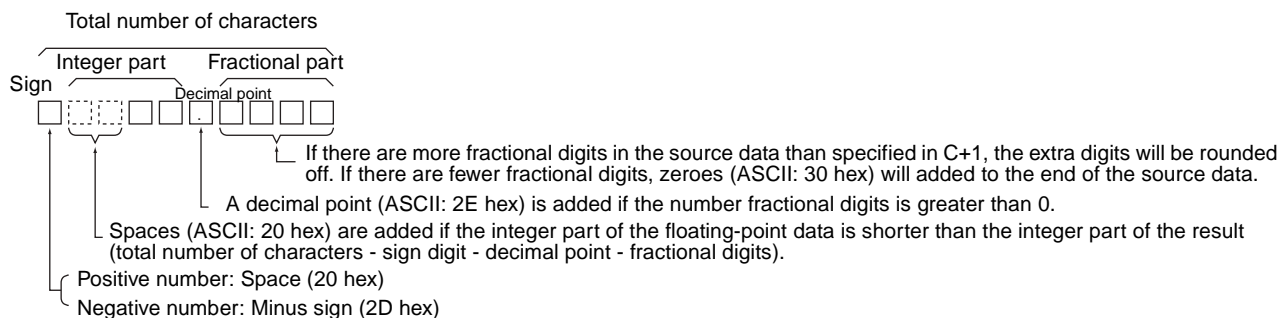 Total number of characters
Integer part Fractional part
Sign
Decimal point
.
If there are more fractional digits in the source data than specified in C+1, the extra digits will be rounded
off. If there are fewer fractional digits, zeroes (ASCII: 30 hex) will added to the end of the source data.
A decimal point (ASCII: 2E hex) is added if the number fractional digits is greater than 0.
Spaces (ASCII: 20 hex) are added if the integer part of the floating-point data is shorter than the integer part of the result
(total number of characters - sign digit - decimal point - fractional digits).
Positive number: Space (20 hex)
Negative number: Minus sign (2D hex)